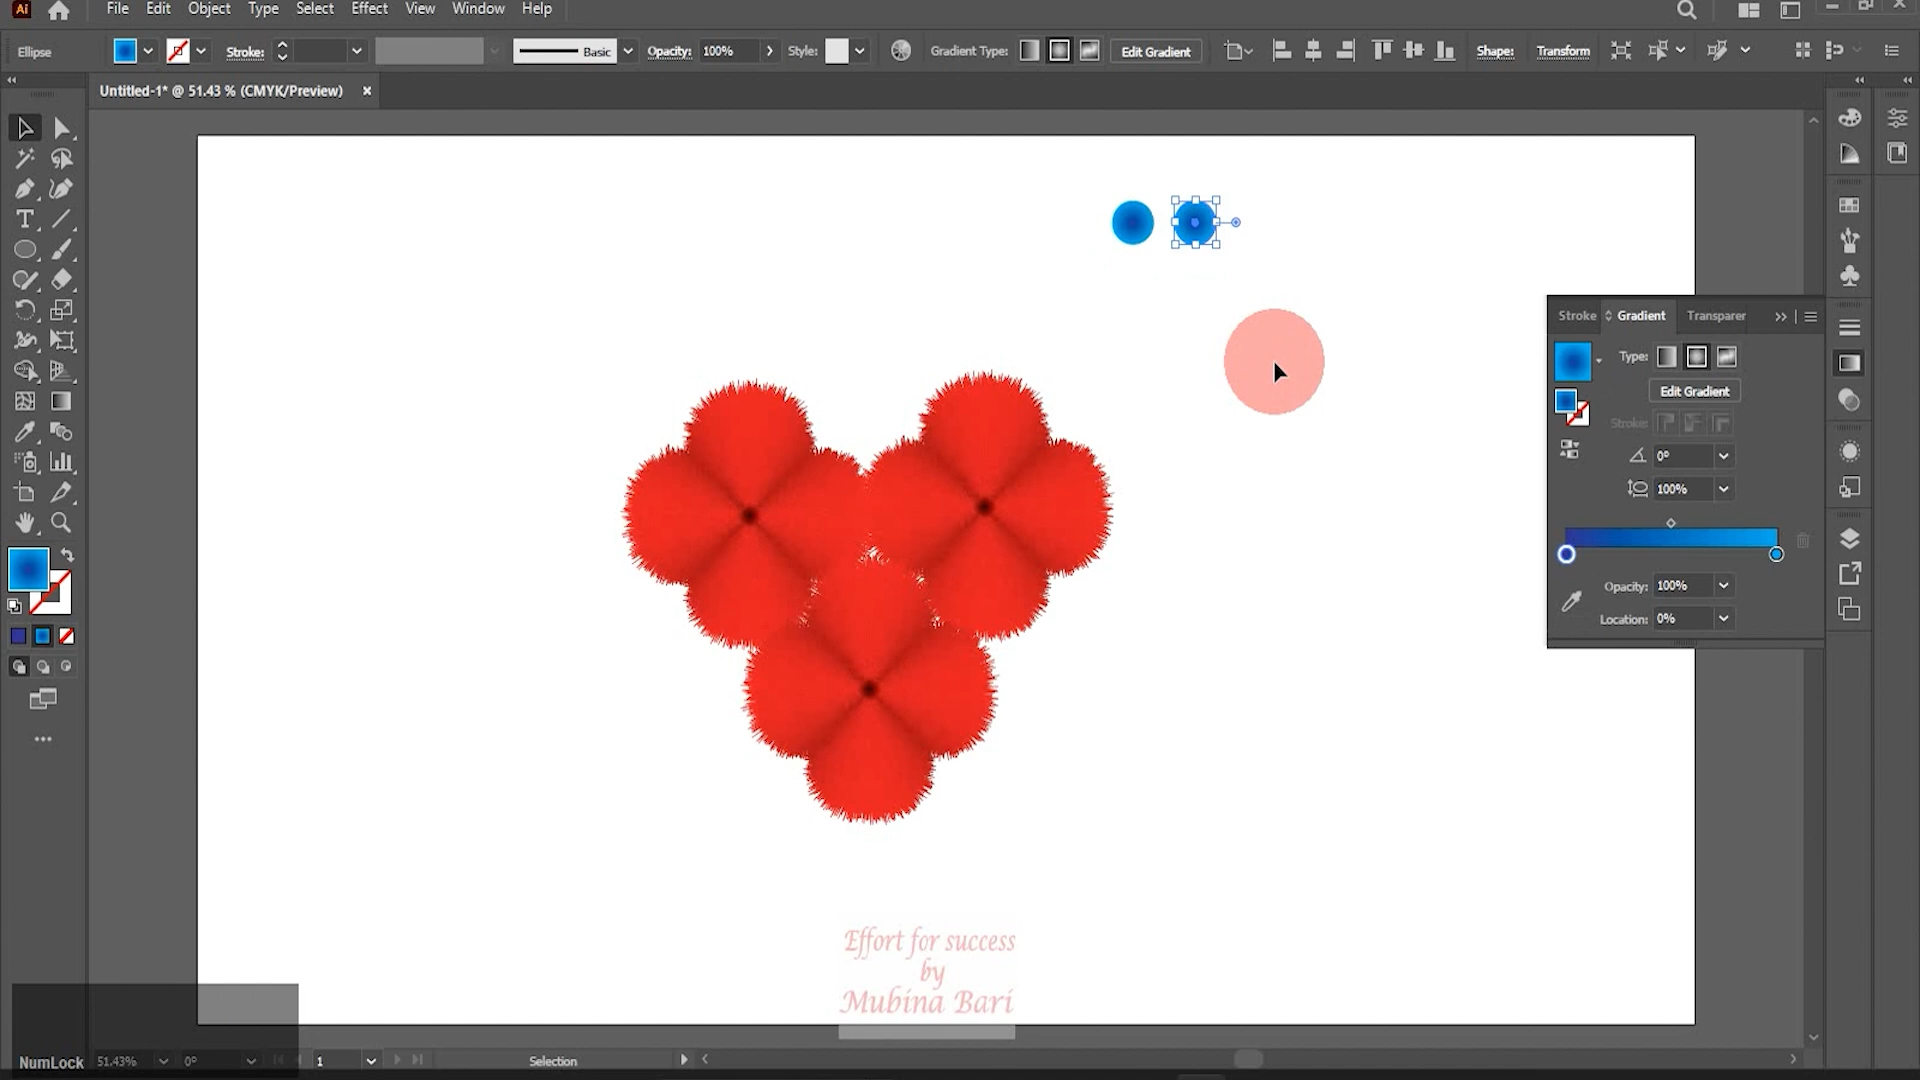 Ai File Edit Object Type Select Effect View Window Help
Ellipse Stroke: Basic Opacity: 100% Style: Gradient Type: Edit Gradient Shape: Transform
Untitled-1* @ 51.43 % (CMYK/Preview)
Stroke Gradient Transparer
Type:
Edit Gradient
Stroke:
0°
100%
Opacity: 100%
Location: 0%
Effort for success
by
Mubina Bari
NumLock 51.43% 0° 1 Selection